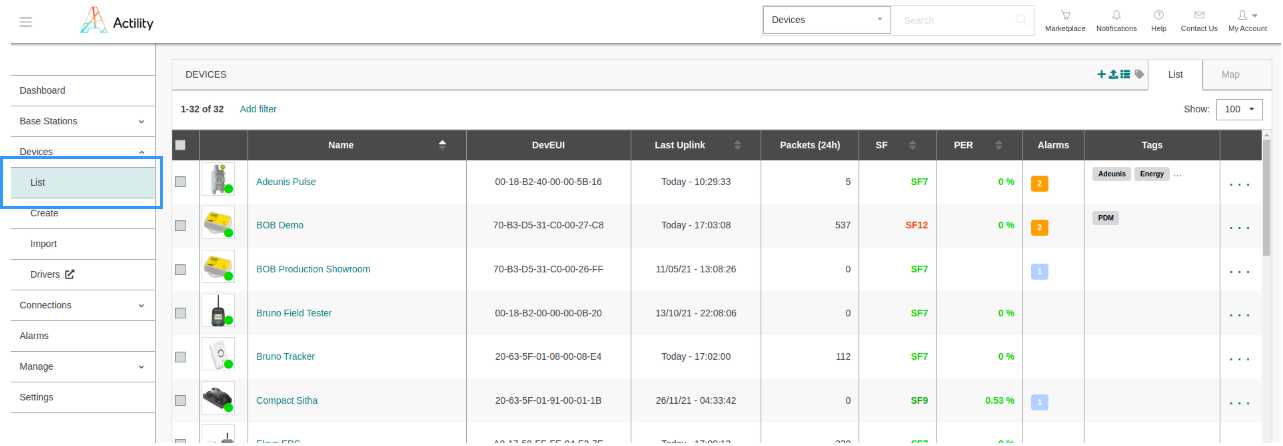 Actility
Devices
Search
Marketplace
Notifications
Help
Contact Us
My Account
Dashboard
Base Stations
Devices
List
Create
Import
Drivers
Connections
Alarms
Manage
Settings
DEVICES
List
Map
1-32 of 32 Add filter
Show: 100
Name DevEUI Last Uplink Packets (24h) SF PER Alarms Tags
Adeunis Pulse 00-18-B2-40-00-00-5B-16 Today - 10:29:33 5 SF7 0 % 2 Adeunis Energy ... ...
BOB Demo 70-B3-D5-31-C0-00-27-C8 Today - 17:03:08 537 SF12 0 % 2 PDM ...
BOB Production Showroom 70-B3-D5-31-C0-00-26-FF 11/05/21 - 13:08:26 0 SF7 1 ...
Bruno Field Tester 00-18-B2-00-00-00-0B-20 13/10/21 - 22:08:06 0 SF7 0 % ...
Bruno Tracker 20-63-5F-01-08-00-08-E4 Today - 17:02:00 112 SF7 0 % ...
Compact Sitha 20-63-5F-01-91-00-01-1B 26/11/21 - 04:33:42 0 SF9 0.53 % 1 ...